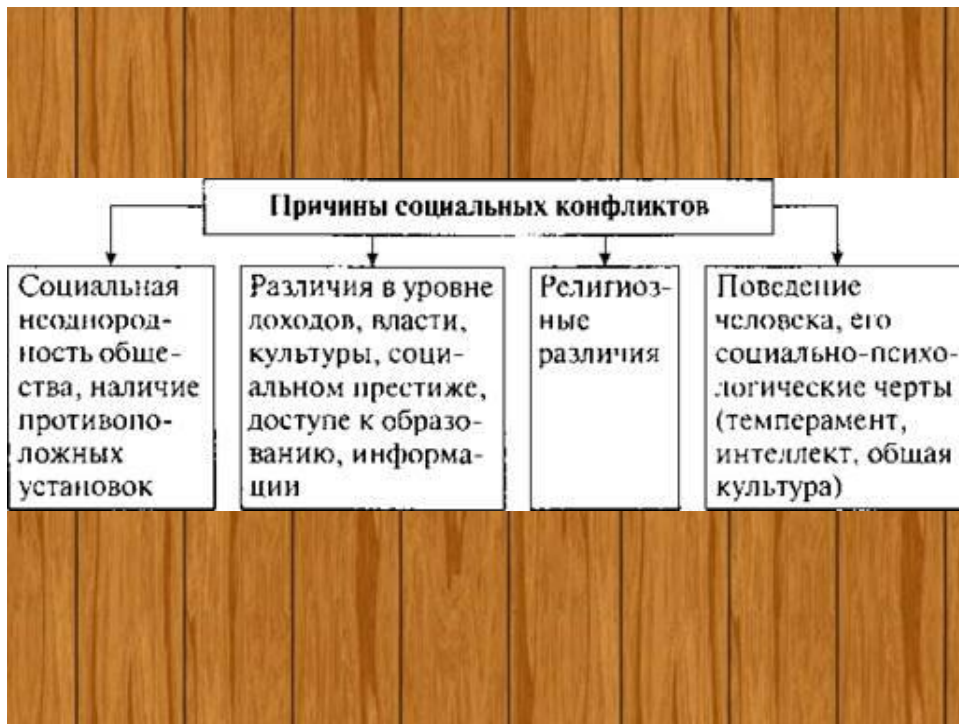 Причины социальных конфликтов
Социальная
неоднород-
ность обще-
ства, наличие
противопо-
ложных
установок
Различия в уровне
доходов, власти,
культуры, соци-
альном престиже,
доступе к образо-
ванию, информа-
ции
Религиоз-
ные
различия
Поведение
человека, его
социально-психо-
логические черты
(темперамент,
интеллект, общая
культура)